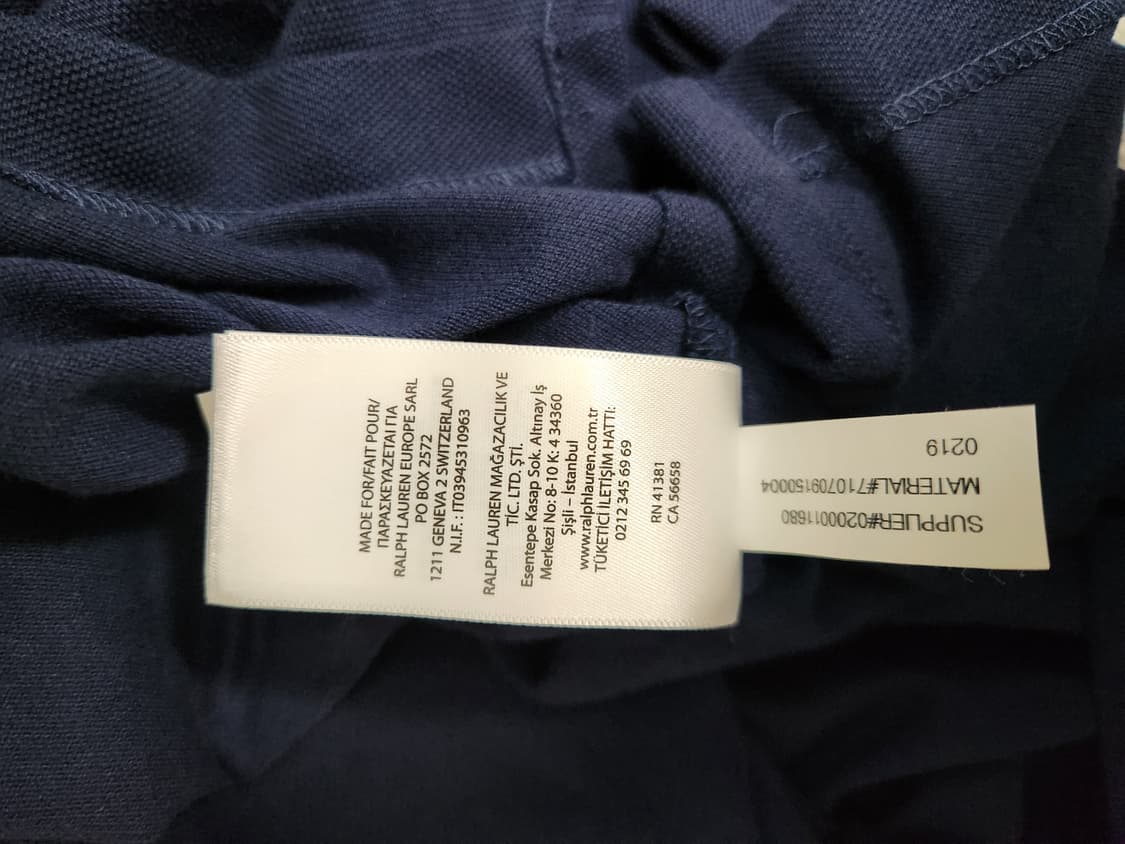 MADE FOR/FAIT POUR/
ΠΑΡΑΣΚΕΥΑΖΕΤΑΙ ΓΙΑ
RALPH LAUREN EUROPE SARL
PO BOX 2572
1211 GENEVA 2 SWITZERLAND
N.I.F. : IT03945310963
RALPH LAUREN MAĞAZACILIK VE
TİC. LTD. ŞTİ.
Esentepe Kasap Sok. Altınay İş
Merkezi No: 8-10 K: 4 34360
Şişli – İstanbul
www.ralphlauren.com.tr
TÜKETİCİ İLETİŞİM HATTI:
0212 345 69 69
RN 41381
CA 56658
SUPPLIER#0200011680
MATERIAL#710709150004
0219